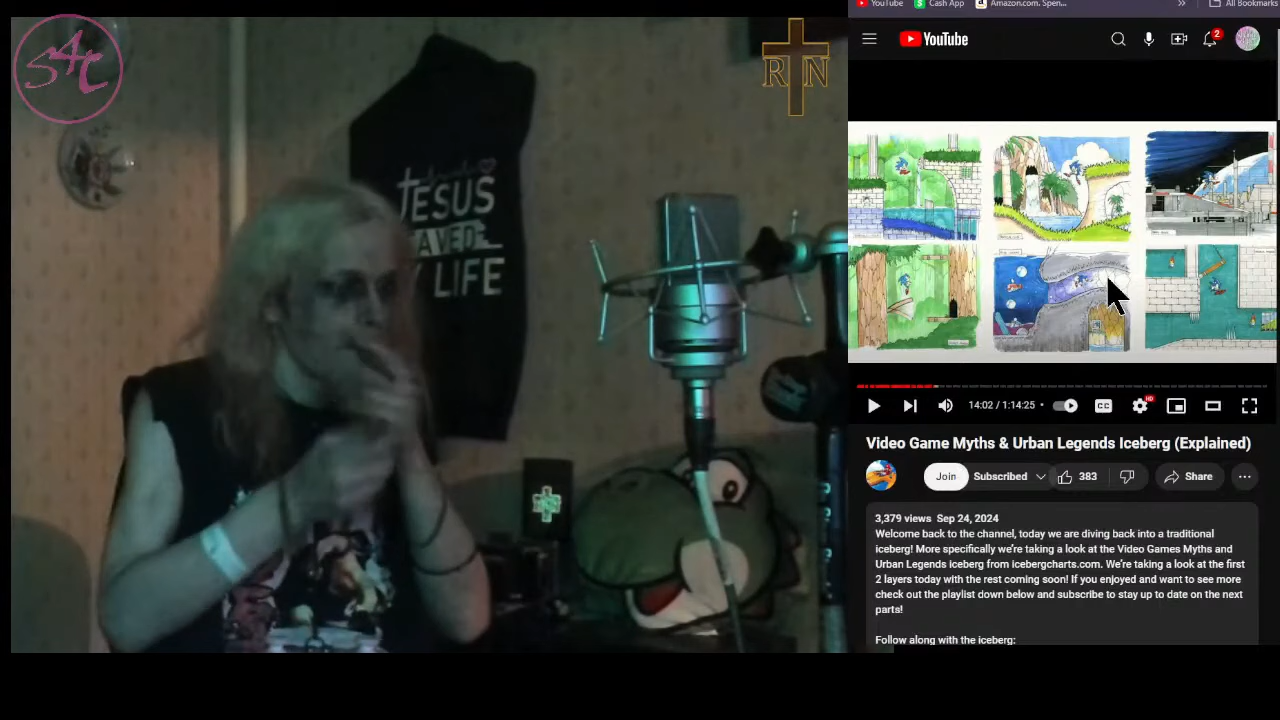 S4C
RN
JESUS
SAVED
LIFE
YouTube
Cash App
Amazon.com. Spen...
»
All Bookmarks
YouTube
2
14:02 / 1:14:25
CC
HD
Video Game Myths & Urban Legends Iceberg (Explained)
Join
Subscribed
383
Share
3,379 views Sep 24, 2024
Welcome back to the channel, today we are diving back into a traditional
iceberg! More specifically we're taking a look at the Video Games Myths and
Urban Legends iceberg from icebergcharts.com. We're taking a look at the first
2 layers today with the rest coming soon! If you enjoyed and want to see more
check out the playlist down below and subscribe to stay up to date on the next
parts!
Follow along with the iceberg: